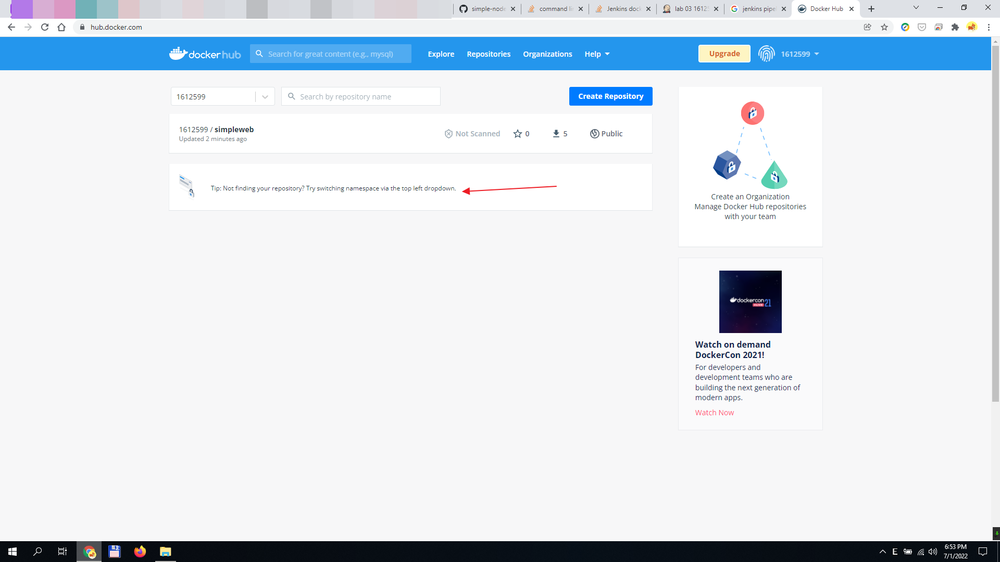 simple-node
command lin
Jenkins dock
lab 03 16125
jenkins pipel
Docker Hub
hub.docker.com
docker hub
Search for great content (e.g., mysql)
Explore
Repositories
Organizations
Help
Upgrade
1612599
1612599
Search by repository name
Create Repository
1612599 / simpleweb
Updated 2 minutes ago
Not Scanned
0
5
Public
Tip: Not finding your repository? Try switching namespace via the top left dropdown.
Create an Organization
Manage Docker Hub repositories
with your team
dockercon
LIVE 21
Watch on demand
DockerCon 2021!
For developers and
development teams who are
building the next generation of
modern apps.
Watch Now
E
6:53 PM
7/1/2022